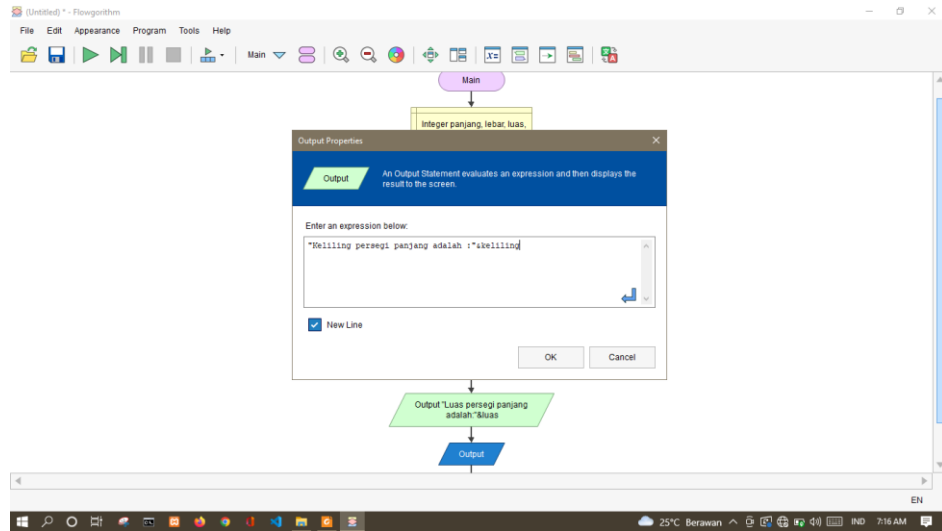 (Untitled) * - Flowgorithm
File Edit Appearance Program Tools Help
Main
X=
Main
Integer panjang, lebar, luas,
Output Properties
Output
An Output Statement evaluates an expression and then displays the
result to the screen.
Enter an expression below:
"Keliling persegi panjang adalah :"&keliling
New Line
OK Cancel
Output "Luas persegi panjang
adalah:"&luas
Output
EN
25°C Berawan IND 7:16 AM